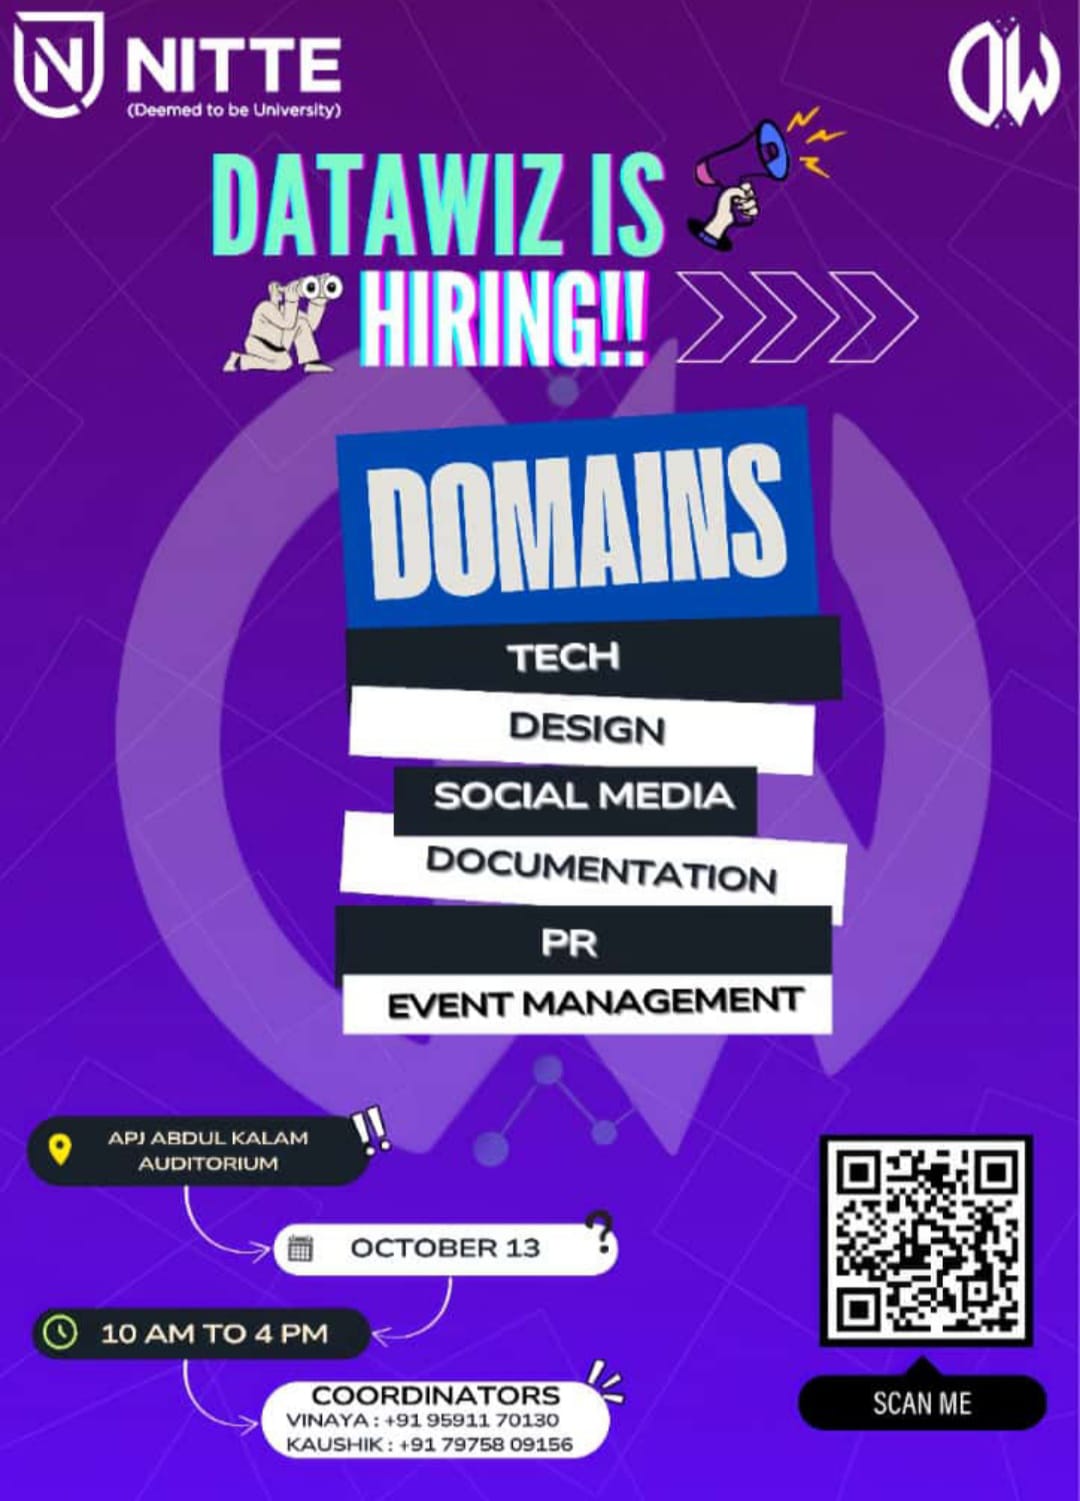 NITTE
(Deemed to be University)
DW
DATAWIZ IS
HIRING!!
DOMAINS
TECH
DESIGN
SOCIAL MEDIA
DOCUMENTATION
PR
EVENT MANAGEMENT
APJ ABDUL KALAM
AUDITORIUM
!!
OCTOBER 13
?
10 AM TO 4 PM
COORDINATORS
VINAYA : +91 95911 70130
KAUSHIK : +91 79758 09156
SCAN ME